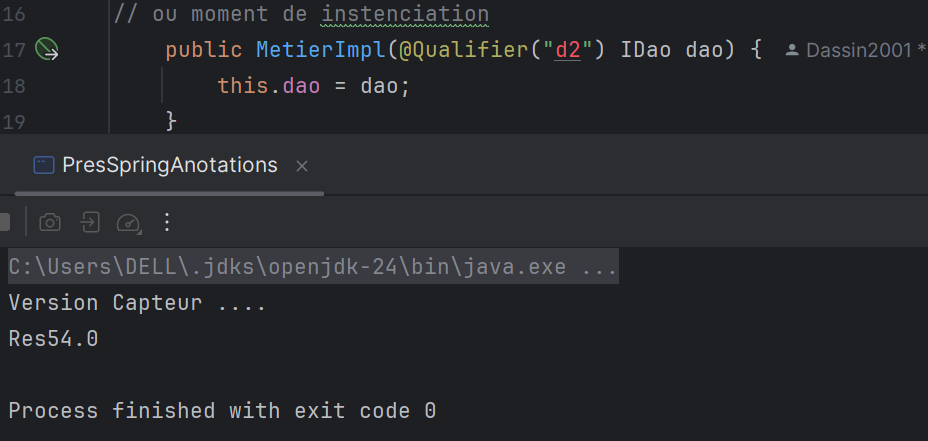 16 // ou moment de instenciation
17 public MetierImpl(@Qualifier("d2") IDao dao) { Dassin2001 *
18 this.dao = dao;
19 }
PresSpringAnotations ×
C:\Users\DELL\.jdks\openjdk-24\bin\java.exe ...
Version Capteur ....
Res54.0
Process finished with exit code 0